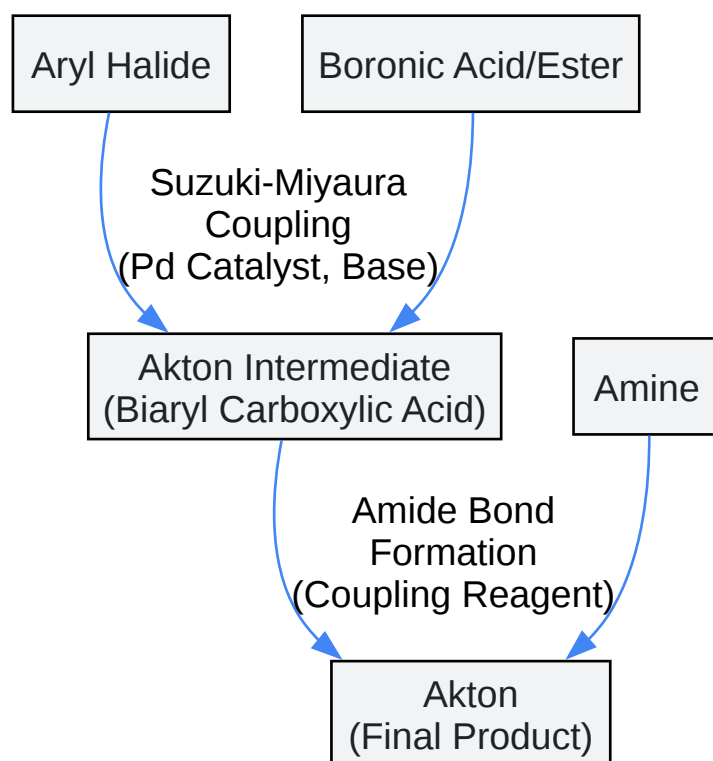 Aryl Halide
Boronic Acid/Ester
Suzuki-Miyaura
Coupling
(Pd Catalyst, Base)
Akton Intermediate
(Biaryl Carboxylic Acid)
Amine
Amide Bond
Formation
(Coupling Reagent)
Akton
(Final Product)